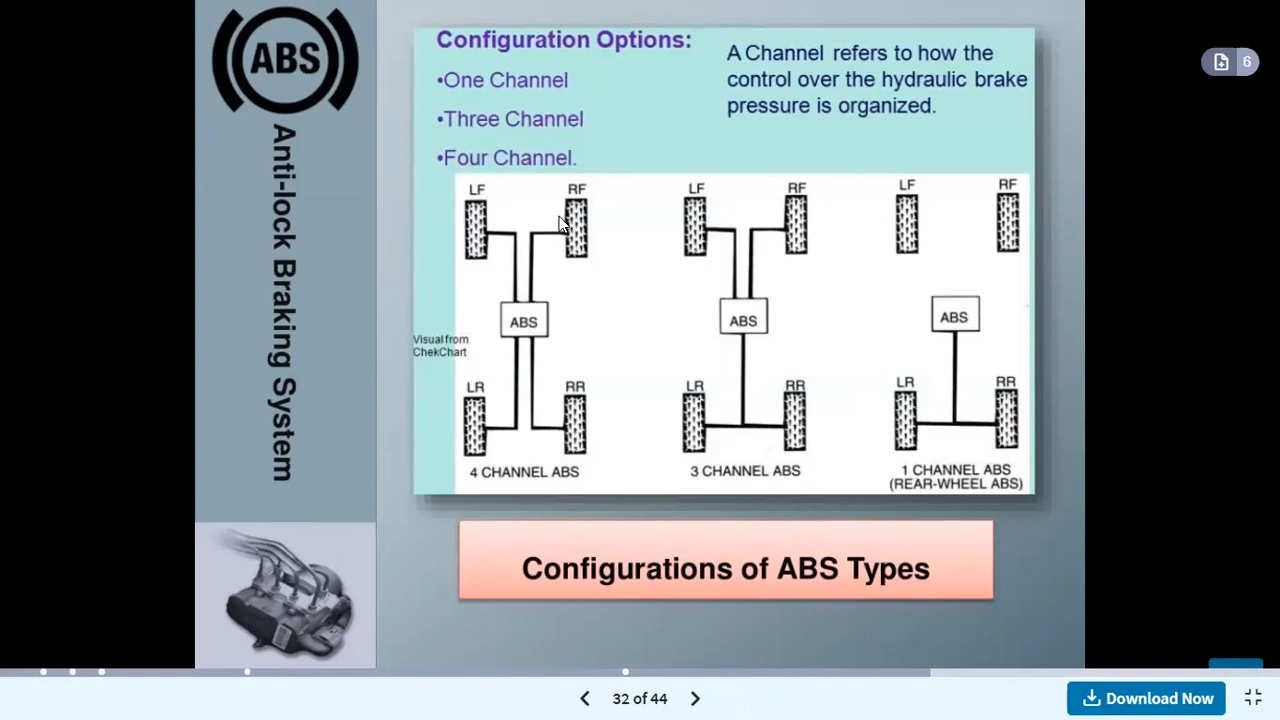 ABS
Anti-lock Braking System
Configuration Options:
•One Channel
•Three Channel
•Four Channel.
A Channel refers to how the
control over the hydraulic brake
pressure is organized.
6
LF RF LF RF LF RF
ABS ABS ABS
Visual from
ChekChart
LR RR LR RR LR RR
4 CHANNEL ABS 3 CHANNEL ABS 1 CHANNEL ABS
(REAR-WHEEL ABS)
Configurations of ABS Types
32 of 44
Download Now